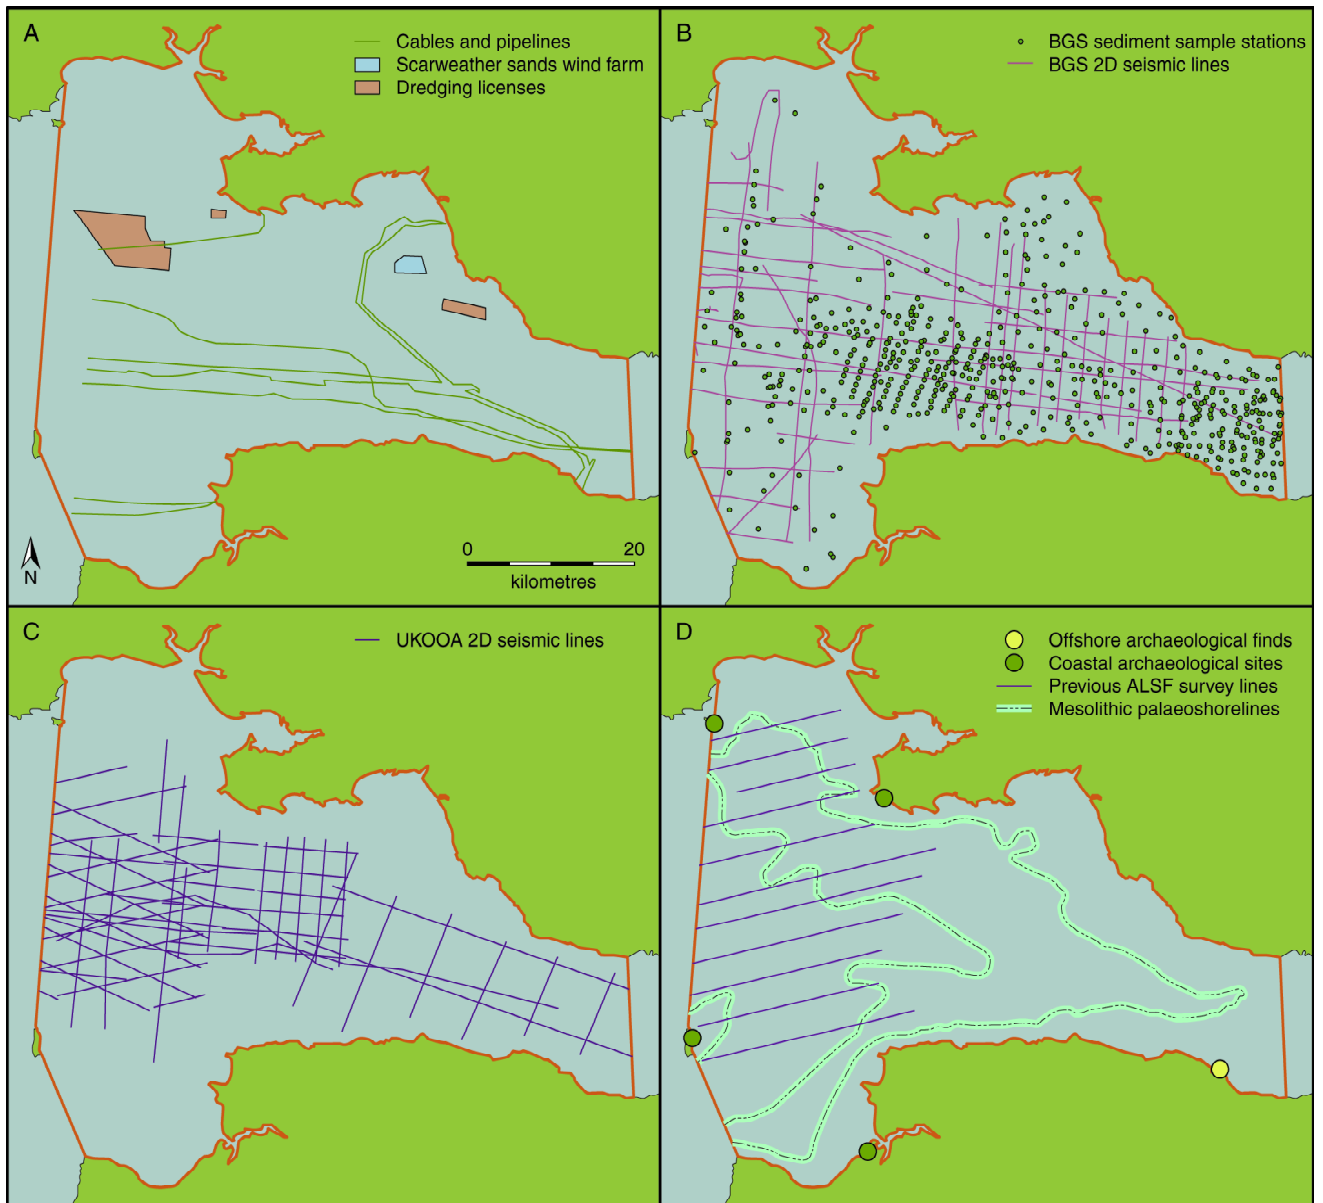 A
Cables and pipelines
Scarweather sands wind farm
Dredging licenses
N
0 20
kilometres
B
BGS sediment sample stations
BGS 2D seismic lines
C
UKOOA 2D seismic lines
D
Offshore archaeological finds
Coastal archaeological sites
Previous ALSF survey lines
Mesolithic palaeoshorelines